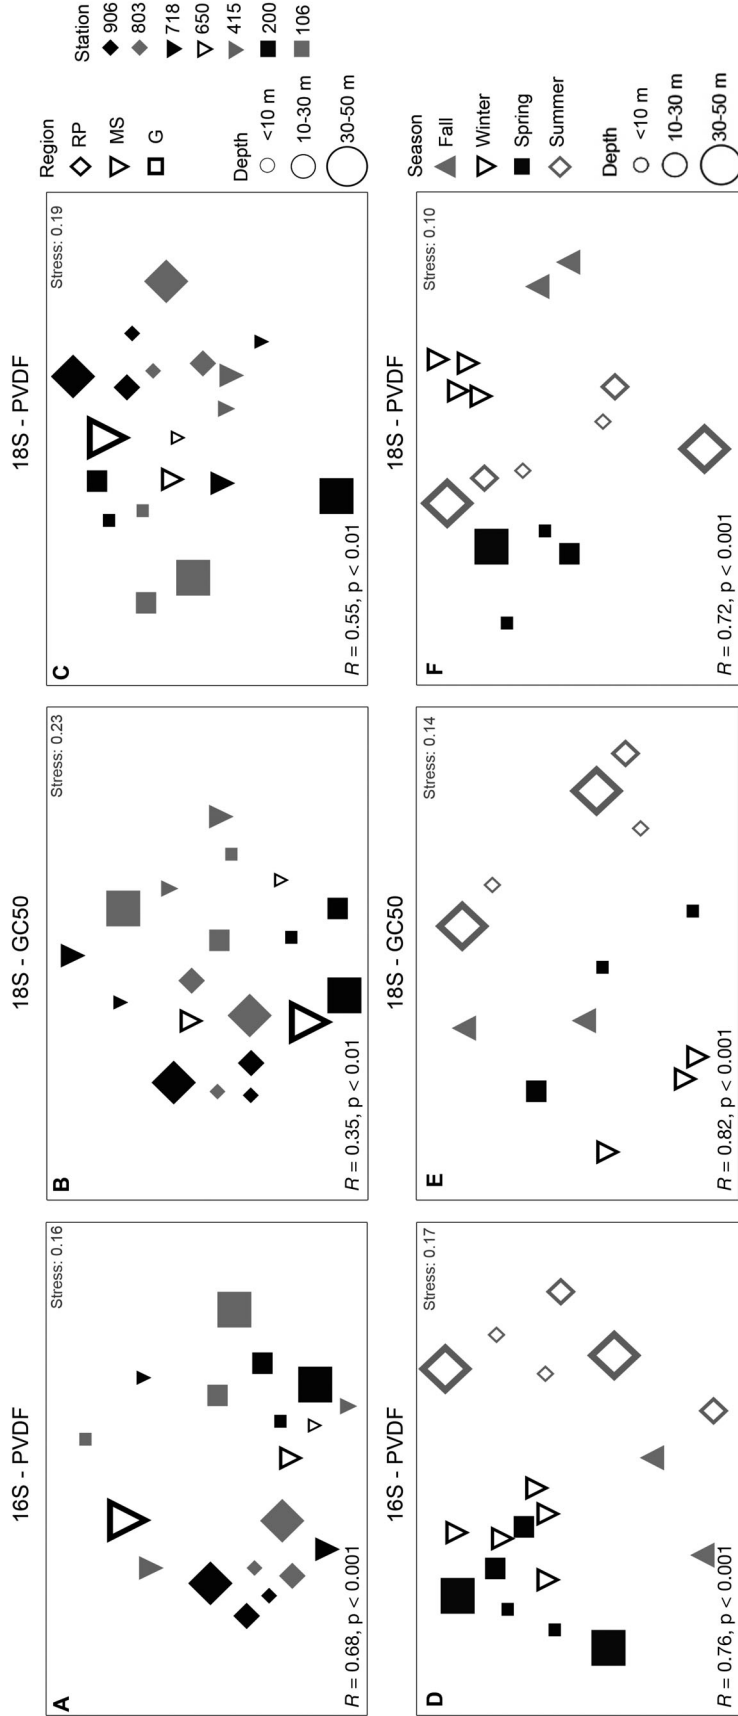 16S - PVDF
A
Stress: 0.16
R = 0.68, p < 0.001
18S - GC50
B
Stress: 0.23
R = 0.35, p < 0.01
18S - PVDF
C
Stress: 0.19
R = 0.55, p < 0.01
Region
RP
MS
G
Depth
<10 m
10-30 m
30-50 m
Station
906
803
718
650
415
200
106
16S - PVDF
D
Stress: 0.17
R = 0.76, p < 0.001
18S - GC50
E
Stress: 0.14
R = 0.82, p < 0.001
18S - PVDF
F
Stress: 0.10
R = 0.72, p < 0.001
Season
Fall
Winter
Spring
Summer
Depth
<10 m
10-30 m
30-50 m